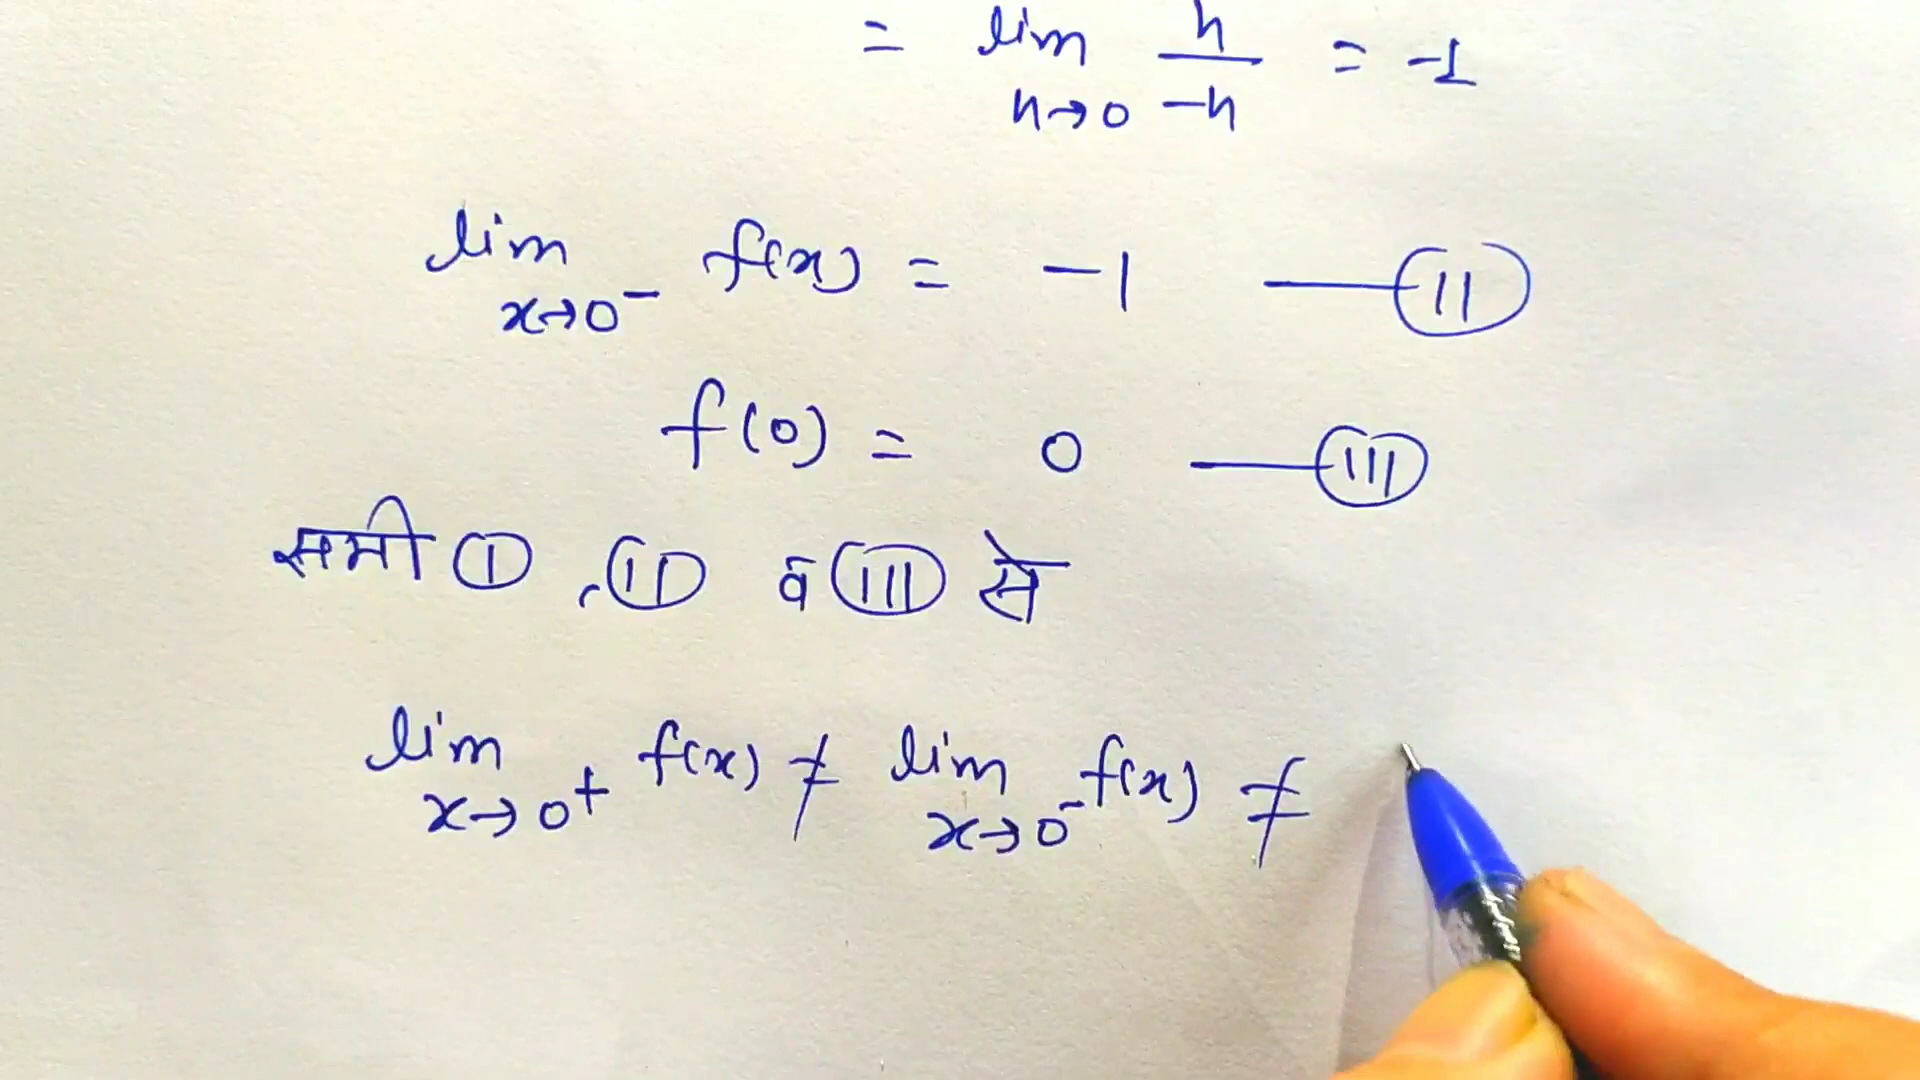 = lim h/-h = -1
h→0
lim f(x) = -1 — (II)
x→0⁻
f(0) = 0 — (III)
समी (I), (II) व (III) से
lim f(x) ≠ lim f(x) ≠
x→0⁺ x→0⁻